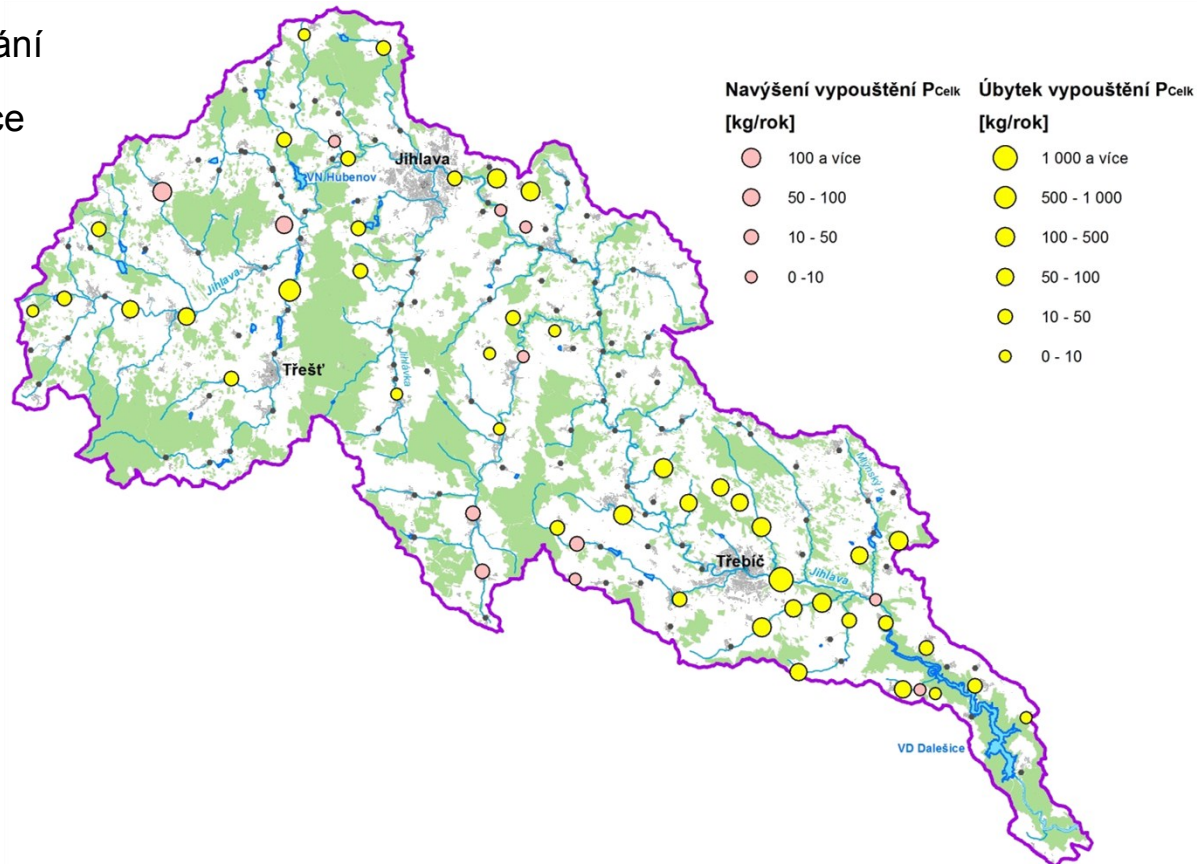 ání
ce
Navýšení vypouštění PCelk
[kg/rok]
100 a více
50 - 100
10 - 50
0 -10
Úbytek vypouštění PCelk
[kg/rok]
1 000 a více
500 - 1 000
100 - 500
50 - 100
10 - 50
0 - 10
Jihlava
VN Hubenov
Jihlava
Jihlávka
Třešť
Mlýnský P.
Třebíč
Jihlava
VD Dalešice